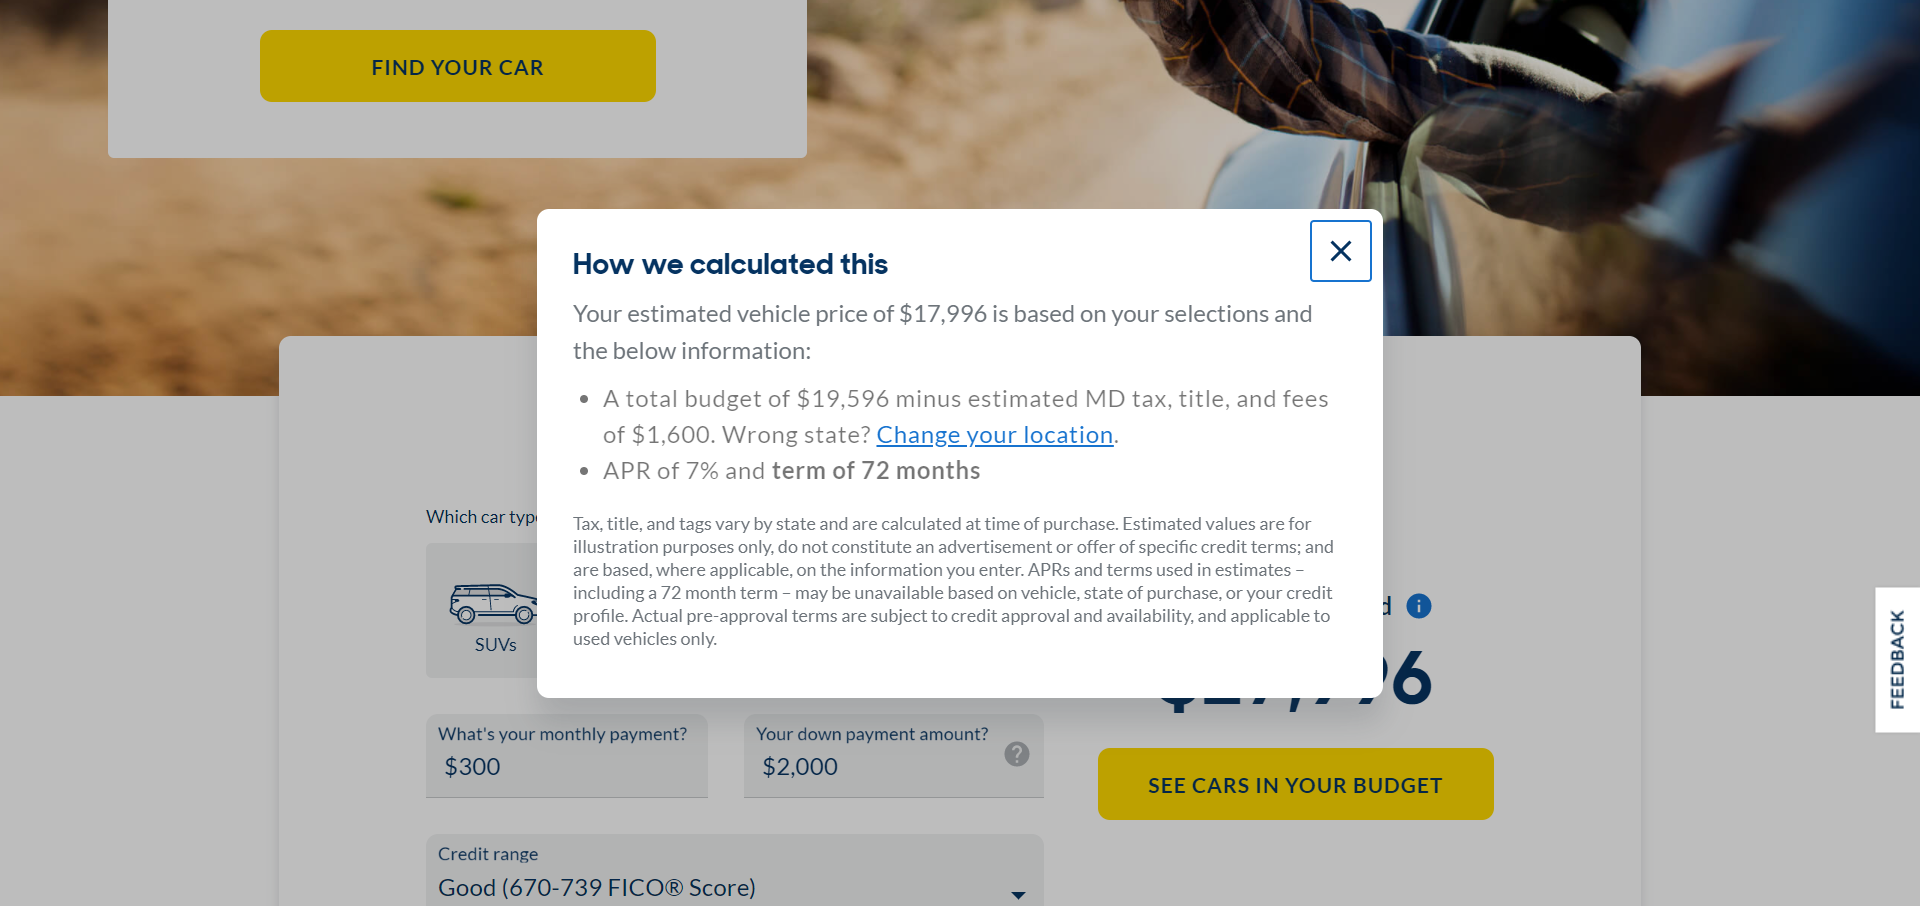 FIND YOUR CAR
How we calculated this
Your estimated vehicle price of $17,996 is based on your selections and
the below information:
• A total budget of $19,596 minus estimated MD tax, title, and fees
of $1,600. Wrong state? Change your location.
• APR of 7% and term of 72 months
Tax, title, and tags vary by state and are calculated at time of purchase. Estimated values are for
illustration purposes only, do not constitute an advertisement or offer of specific credit terms; and
are based, where applicable, on the information you enter. APRs and terms used in estimates –
including a 72 month term – may be unavailable based on vehicle, state of purchase, or your credit
profile. Actual pre-approval terms are subject to credit approval and availability, and applicable to
used vehicles only.
Which car
SUVs
What's your monthly payment?
$300
Your down payment amount?
$2,000
Credit range
Good (670-739 FICO® Score)
SEE CARS IN YOUR BUDGET
FEEDBACK